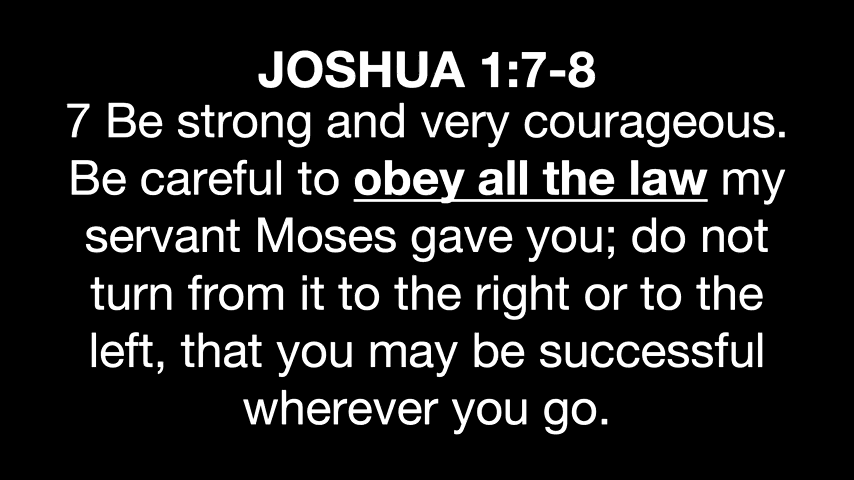 JOSHUA 1:7-8
7 Be strong and very courageous.
Be careful to obey all the law my
servant Moses gave you; do not
turn from it to the right or to the
left, that you may be successful
wherever you go.